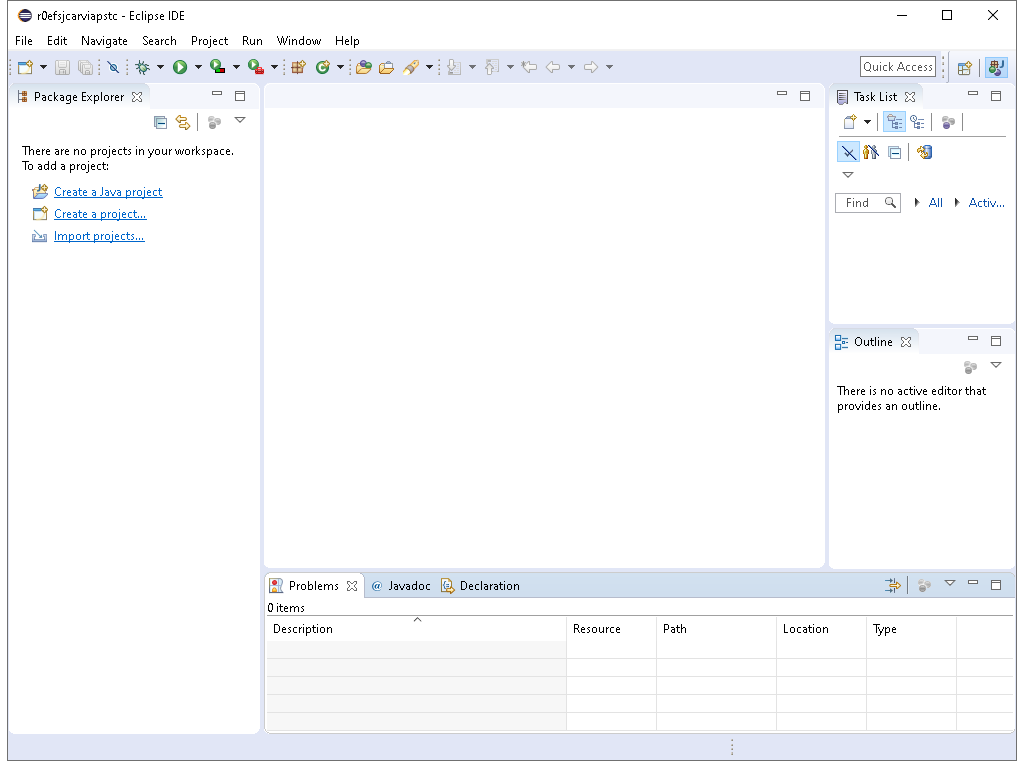 r0efsjcarviapstc - Eclipse IDE
File Edit Navigate Search Project Run Window Help
Quick Access
Package Explorer
There are no projects in your workspace.
To add a project:
Create a Java project
Create a project...
Import projects...
Task List
Find All Activ...
Outline
There is no active editor that
provides an outline.
Problems @ Javadoc Declaration
0 items
Description Resource Path Location Type